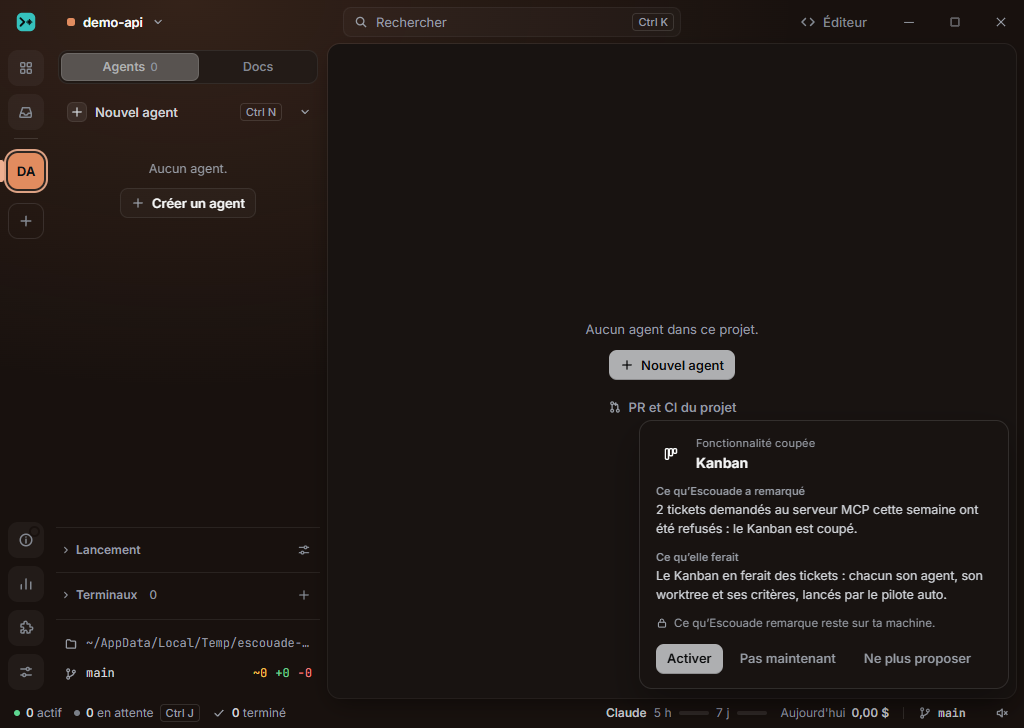 demo-api
Rechercher
Ctrl K
Éditeur
Agents 0
Docs
Nouvel agent
Ctrl N
DA
Aucun agent.
Créer un agent
Aucun agent dans ce projet.
Nouvel agent
PR et CI du projet
Fonctionnalité coupée
Kanban
Ce qu’Escouade a remarqué
2 tickets demandés au serveur MCP cette semaine ont
été refusés : le Kanban est coupé.
Ce qu’elle ferait
Le Kanban en ferait des tickets : chacun son agent, son
worktree et ses critères, lancés par le pilote auto.
Ce qu’Escouade remarque reste sur ta machine.
Activer
Pas maintenant
Ne plus proposer
Lancement
Terminaux 0
~/AppData/Local/Temp/escouade-…
main
~0 +0 -0
0 actif
0 en attente
Ctrl J
0 terminé
Claude 5 h
7 j
Aujourd’hui 0,00 $
main